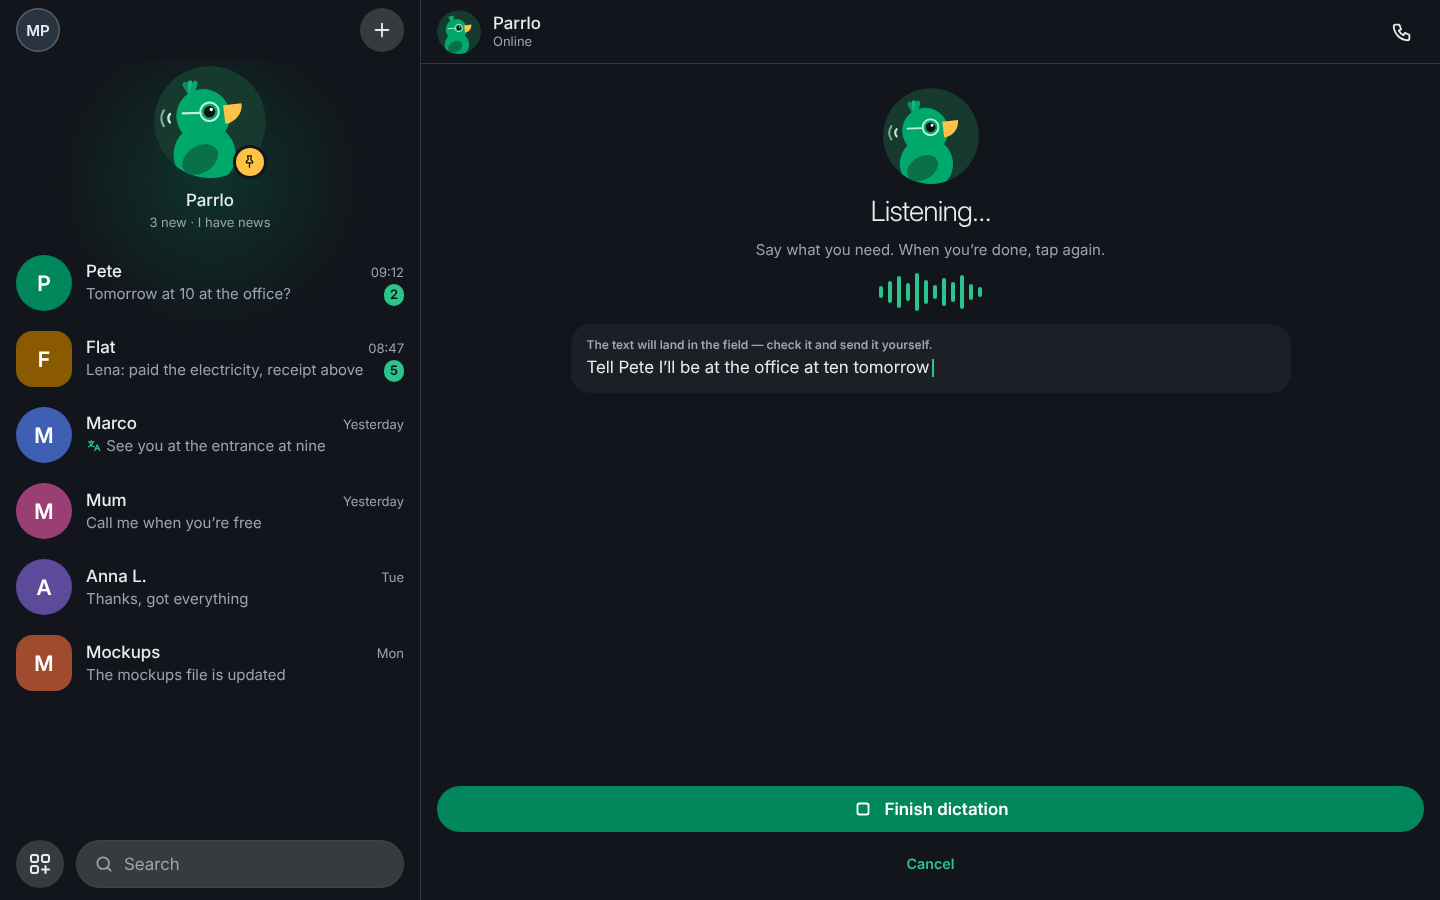 MP
Parrlo
3 new · I have news
Pete
09:12
Tomorrow at 10 at the office?
2
P
Flat
08:47
Lena: paid the electricity, receipt above
5
F
Marco
Yesterday
See you at the entrance at nine
M
Mum
Yesterday
Call me when you're free
M
Anna L.
Tue
Thanks, got everything
A
Mockups
Mon
The mockups file is updated
M
Search
Parrlo
Online
Listening...
Say what you need. When you're done, tap again.
The text will land in the field — check it and send it yourself.
Tell Pete I'll be at the office at ten tomorrow
Finish dictation
Cancel